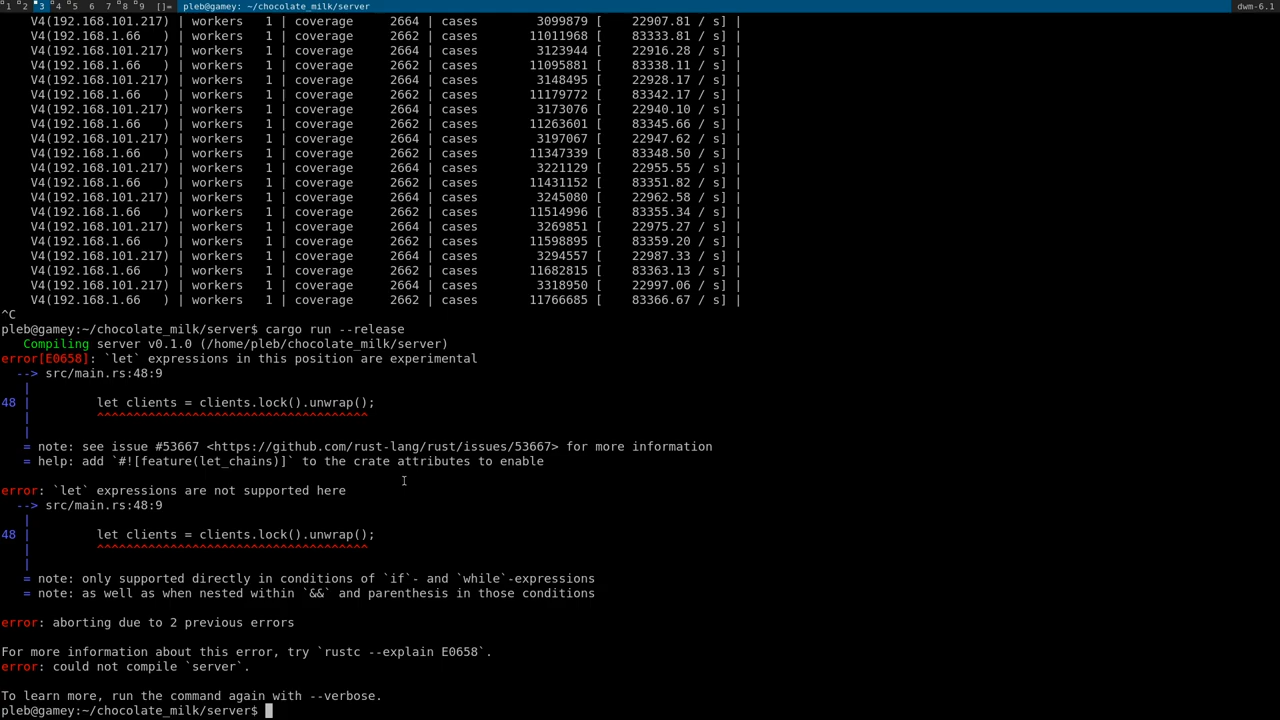 1 2 3 4 5 6 7 8 9 []= pleb@gamey: ~/chocolate_milk/server dwm-6.1
V4(192.168.101.217) | workers 1 | coverage 2664 | cases 3099879 [ 22907.81 / s] |
V4(192.168.1.66 ) | workers 1 | coverage 2662 | cases 11011968 [ 83333.81 / s] |
V4(192.168.101.217) | workers 1 | coverage 2664 | cases 3123944 [ 22916.28 / s] |
V4(192.168.1.66 ) | workers 1 | coverage 2662 | cases 11095881 [ 83338.11 / s] |
V4(192.168.101.217) | workers 1 | coverage 2664 | cases 3148495 [ 22928.17 / s] |
V4(192.168.1.66 ) | workers 1 | coverage 2662 | cases 11179772 [ 83342.17 / s] |
V4(192.168.101.217) | workers 1 | coverage 2664 | cases 3173076 [ 22940.10 / s] |
V4(192.168.1.66 ) | workers 1 | coverage 2662 | cases 11263601 [ 83345.66 / s] |
V4(192.168.101.217) | workers 1 | coverage 2664 | cases 3197067 [ 22947.62 / s] |
V4(192.168.1.66 ) | workers 1 | coverage 2662 | cases 11347339 [ 83348.50 / s] |
V4(192.168.101.217) | workers 1 | coverage 2664 | cases 3221129 [ 22955.55 / s] |
V4(192.168.1.66 ) | workers 1 | coverage 2662 | cases 11431152 [ 83351.82 / s] |
V4(192.168.101.217) | workers 1 | coverage 2664 | cases 3245080 [ 22962.58 / s] |
V4(192.168.1.66 ) | workers 1 | coverage 2662 | cases 11514996 [ 83355.34 / s] |
V4(192.168.101.217) | workers 1 | coverage 2664 | cases 3269851 [ 22975.27 / s] |
V4(192.168.1.66 ) | workers 1 | coverage 2662 | cases 11598895 [ 83359.20 / s] |
V4(192.168.101.217) | workers 1 | coverage 2664 | cases 3294557 [ 22987.33 / s] |
V4(192.168.1.66 ) | workers 1 | coverage 2662 | cases 11682815 [ 83363.13 / s] |
V4(192.168.101.217) | workers 1 | coverage 2664 | cases 3318950 [ 22997.06 / s] |
V4(192.168.1.66 ) | workers 1 | coverage 2662 | cases 11766685 [ 83366.67 / s] |
^C
pleb@gamey:~/chocolate_milk/server$ cargo run --release
Compiling server v0.1.0 (/home/pleb/chocolate_milk/server)
error[E0658]: `let` expressions in this position are experimental
--> src/main.rs:48:9
|
48 | let clients = clients.lock().unwrap();
| ^^^^^^^^^^^^^^^^^^^^^^^^^^^^^^^^^^^^^
|
= note: see issue #53667 <https://github.com/rust-lang/rust/issues/53667> for more information
= help: add `#![feature(let_chains)]` to the crate attributes to enable
error: `let` expressions are not supported here
--> src/main.rs:48:9
|
48 | let clients = clients.lock().unwrap();
| ^^^^^^^^^^^^^^^^^^^^^^^^^^^^^^^^^^^^^
|
= note: only supported directly in conditions of `if`- and `while`-expressions
= note: as well as when nested within `&&` and parenthesis in those conditions
error: aborting due to 2 previous errors
For more information about this error, try `rustc --explain E0658`.
error: could not compile `server`.
To learn more, run the command again with --verbose.
pleb@gamey:~/chocolate_milk/server$